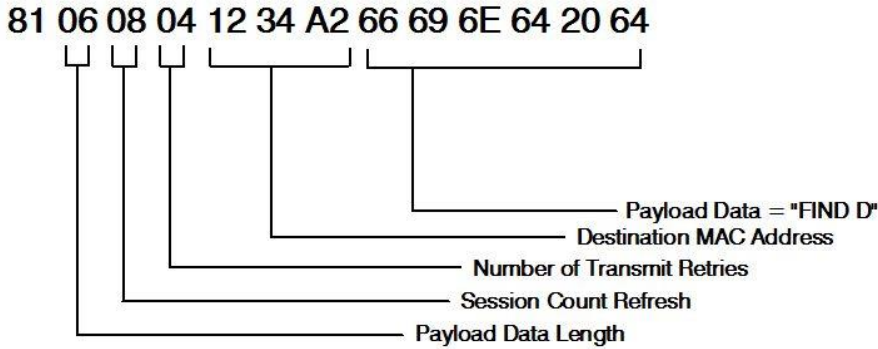 81 06 08 04 12 34 A2 66 69 6E 64 20 64
Payload Data = "FIND D"
Destination MAC Address
Number of Transmit Retries
Session Count Refresh
Payload Data Length